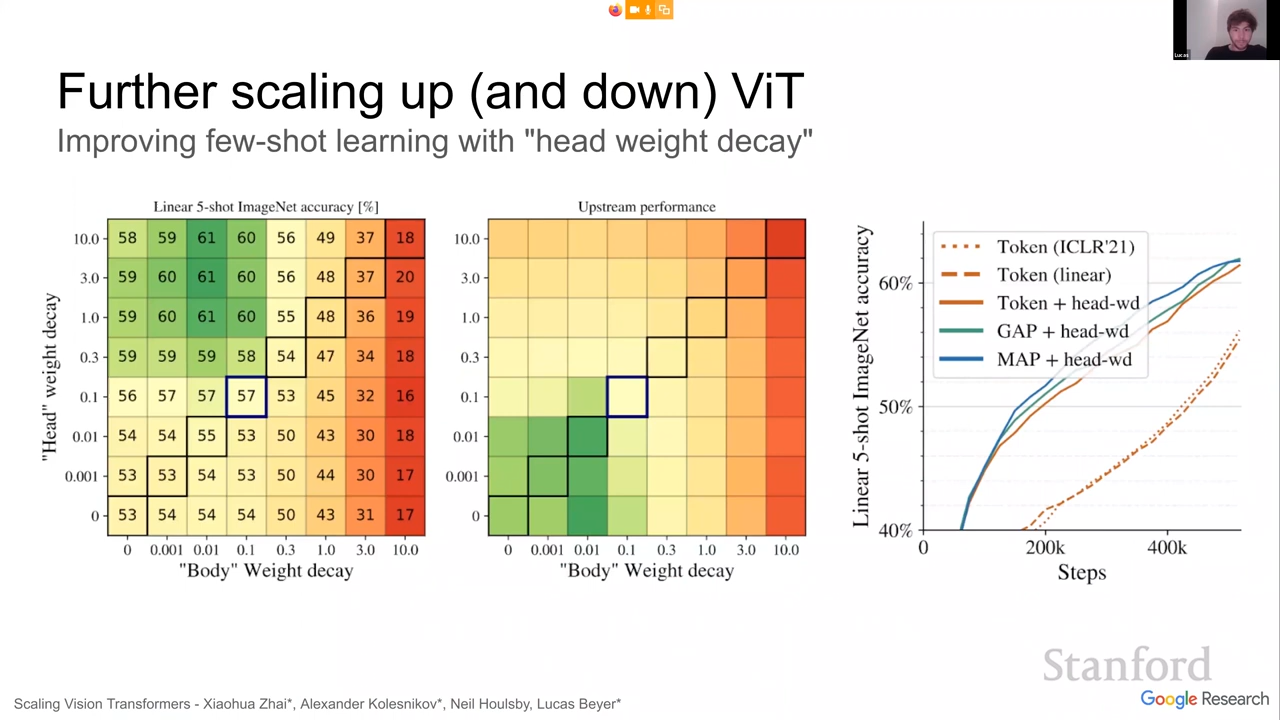 Lucas
Further scaling up (and down) ViT
Improving few-shot learning with "head weight decay"
Linear 5-shot ImageNet accuracy [%]
"Head" weight decay
10.0 58 59 61 60 56 49 37 18
3.0 59 60 61 60 56 48 37 20
1.0 59 60 61 60 55 48 36 19
0.3 59 59 59 58 54 47 34 18
0.1 56 57 57 57 53 45 32 16
0.01 54 54 55 53 50 43 30 18
0.001 53 53 54 53 50 44 30 17
0 53 54 54 54 50 43 31 17
0 0.001 0.01 0.1 0.3 1.0 3.0 10.0
"Body" Weight decay
Upstream performance
10.0
3.0
1.0
0.3
0.1
0.01
0.001
0
0 0.001 0.01 0.1 0.3 1.0 3.0 10.0
"Body" Weight decay
Linear 5-shot ImageNet accuracy
Token (ICLR'21)
Token (linear)
Token + head-wd
GAP + head-wd
MAP + head-wd
60%
50%
40%
0 200k 400k
Steps
Stanford
Google Research
Scaling Vision Transformers - Xiaohua Zhai*, Alexander Kolesnikov*, Neil Houlsby, Lucas Beyer*